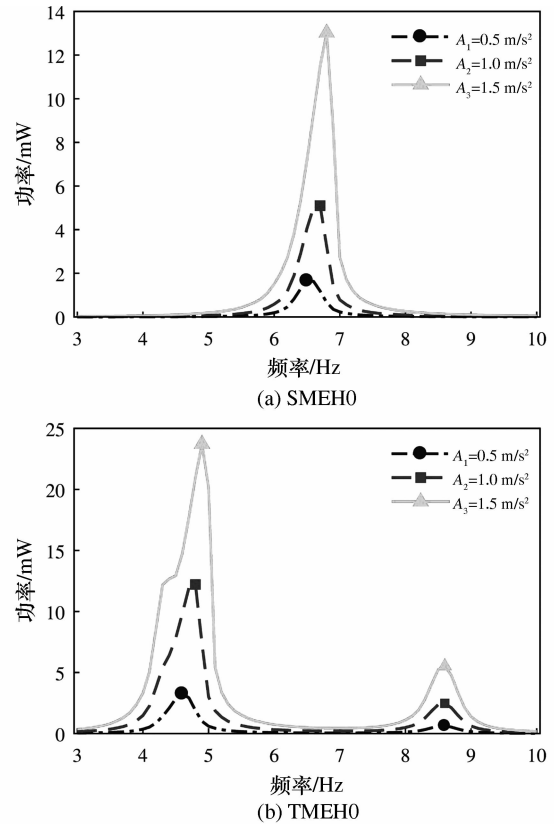 14
12
10
8
6
4
2
0
功率/mW
A₁=0.5 m/s²
A₂=1.0 m/s²
A₃=1.5 m/s²
3 4 5 6 7 8 9 10
频率/Hz
(a) SMEH0
25
20
15
10
5
0
功率/mW
A₁=0.5 m/s²
A₂=1.0 m/s²
A₃=1.5 m/s²
3 4 5 6 7 8 9 10
频率/Hz
(b) TMEH0